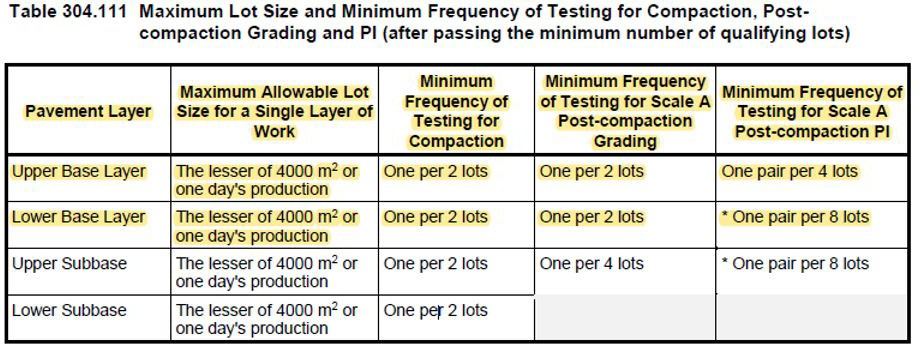 Table 304.111 Maximum Lot Size and Minimum Frequency of Testing for Compaction, Post-
compaction Grading and PI (after passing the minimum number of qualifying lots)
Pavement Layer
Maximum Allowable Lot
Size for a Single Layer of
Work
Minimum
Frequency of
Testing for
Compaction
Minimum Frequency
of Testing for Scale A
Post-compaction
Grading
Minimum Frequency of
Testing for Scale A
Post-compaction PI
Upper Base Layer
The lesser of 4000 m² or
one day's production
One per 2 lots
One per 2 lots
One pair per 4 lots
Lower Base Layer
The lesser of 4000 m² or
one day's production
One per 2 lots
One per 2 lots
* One pair per 8 lots
Upper Subbase
The lesser of 4000 m² or
one day's production
One per 2 lots
One per 4 lots
* One pair per 8 lots
Lower Subbase
The lesser of 4000 m² or
one day's production
One per 2 lots